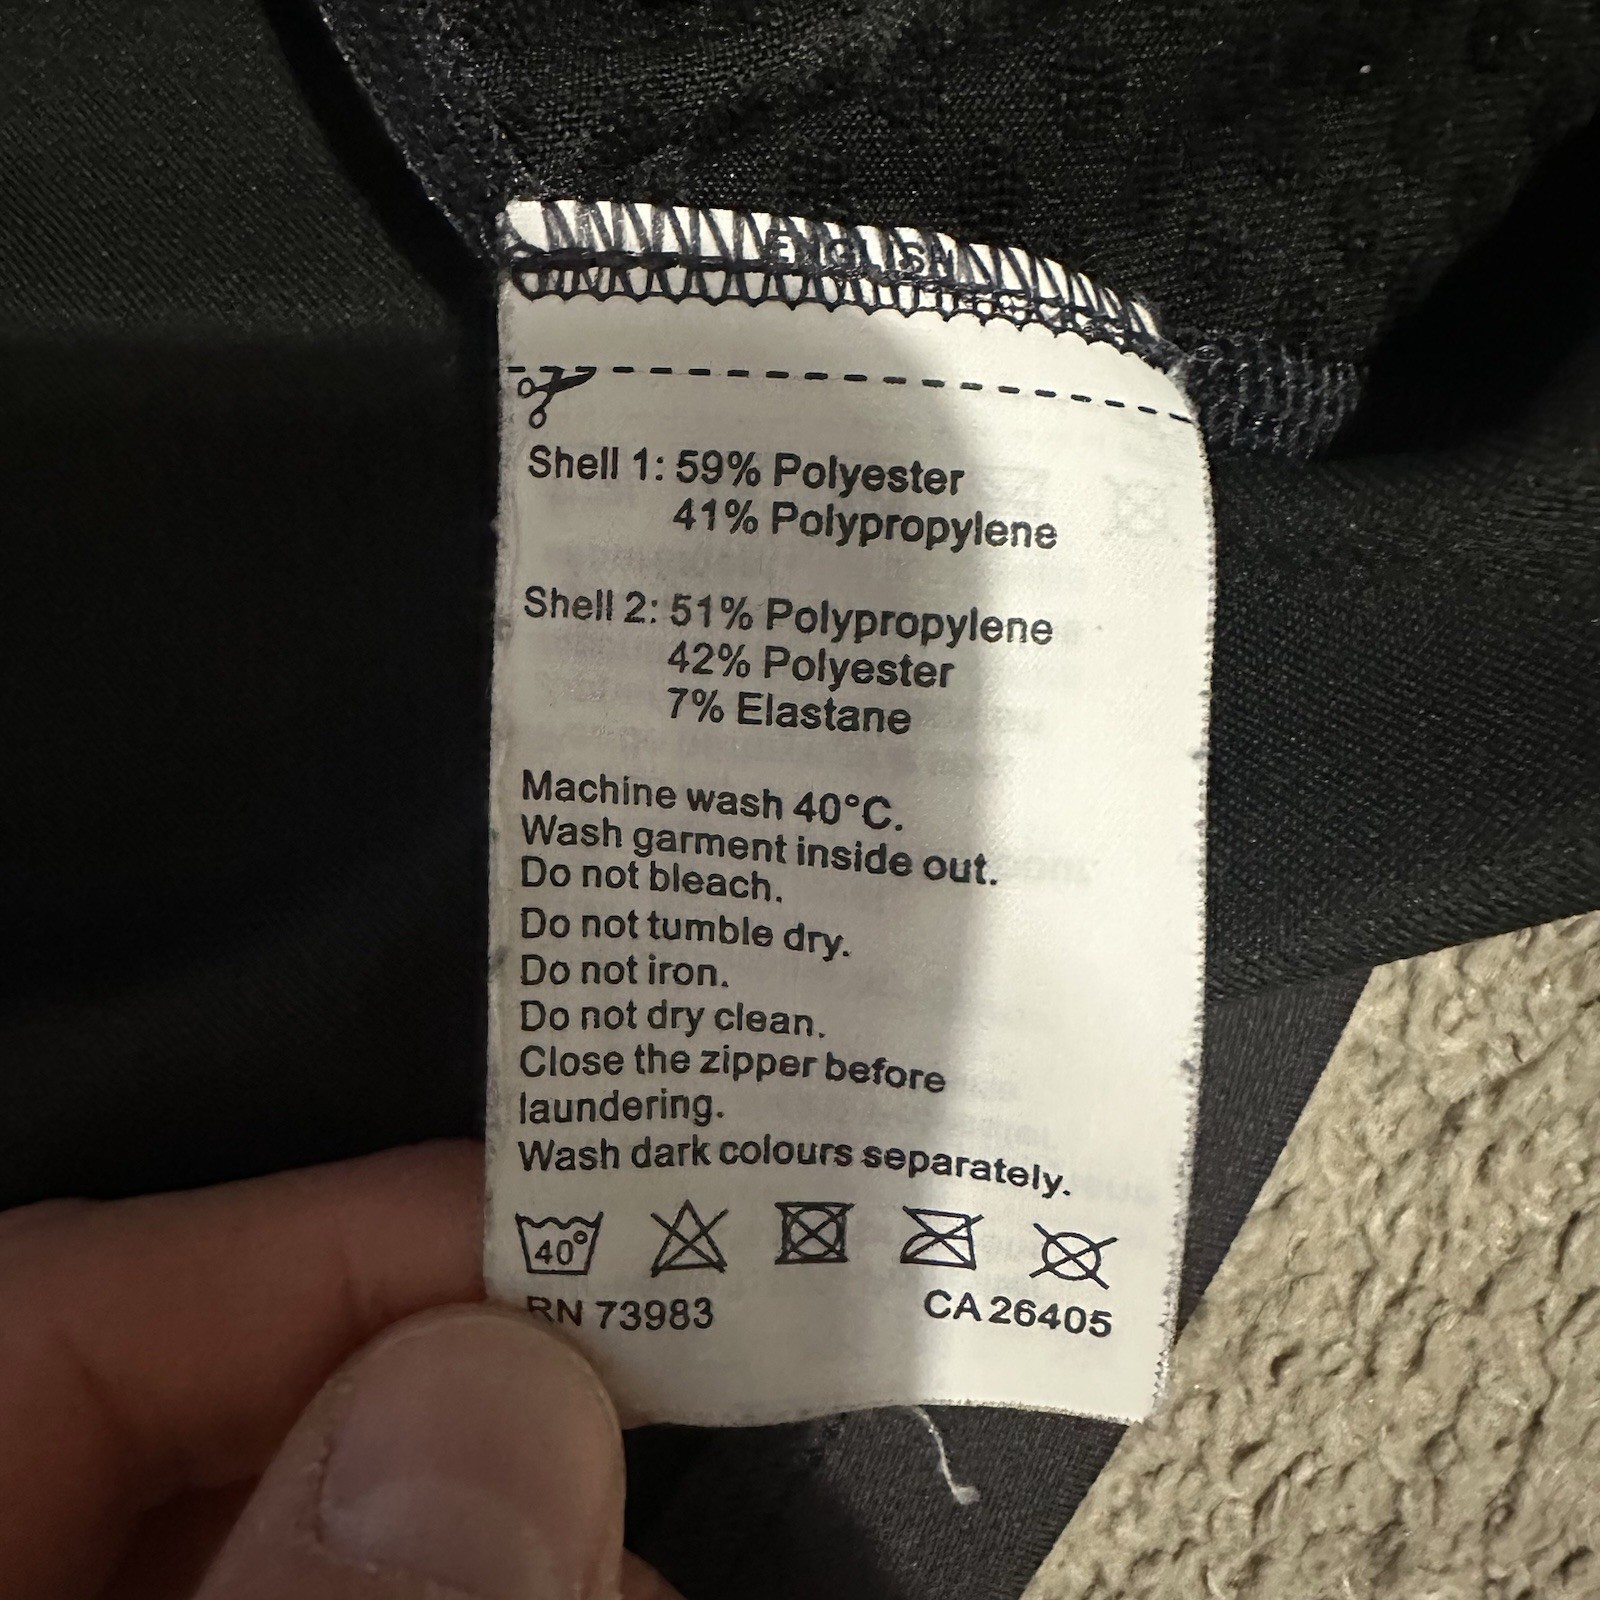 ENGLISH
Shell 1: 59% Polyester
41% Polypropylene
Shell 2: 51% Polypropylene
42% Polyester
7% Elastane
Machine wash 40°C.
Wash garment inside out.
Do not bleach.
Do not tumble dry.
Do not iron.
Do not dry clean.
Close the zipper before
laundering.
Wash dark colours separately.
40°
RN 73983 CA 26405